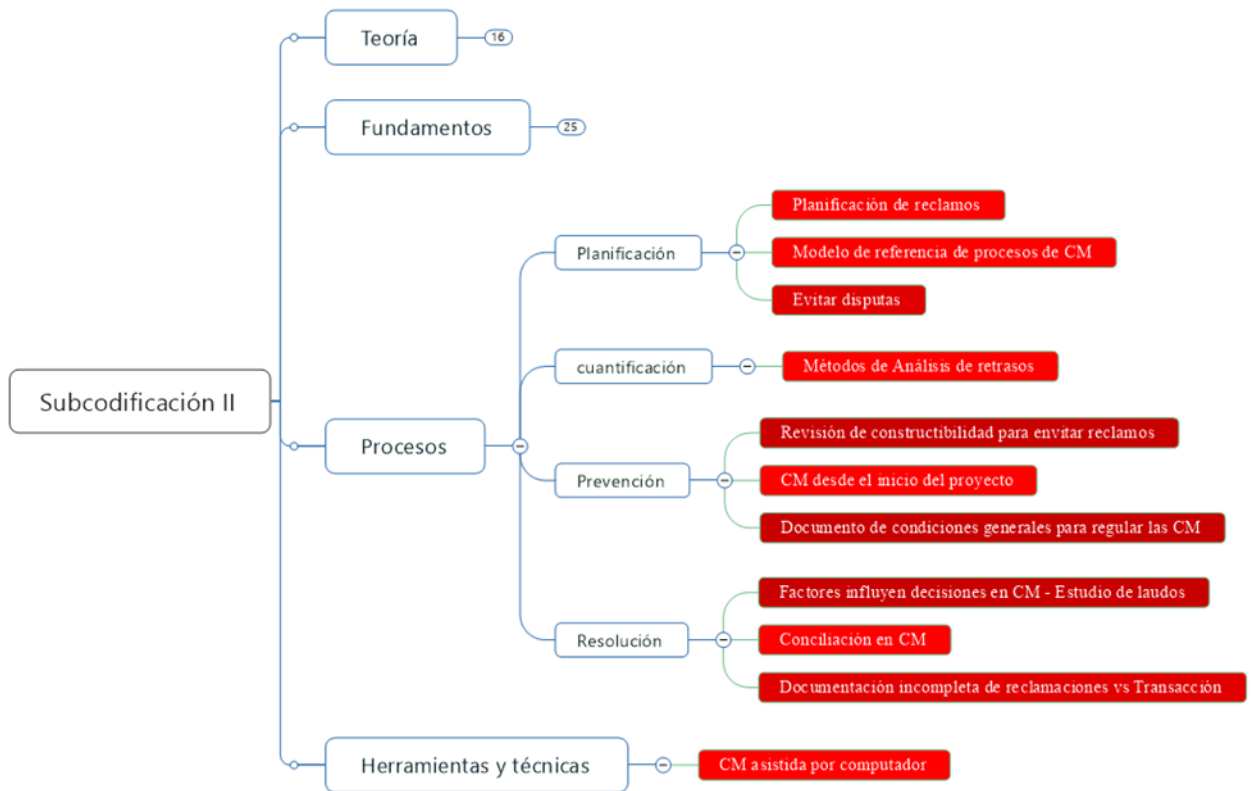 Teoría
16
Fundamentos
25
Planificación de reclamos
Planificación
Modelo de referencia de procesos de CM
Evitar disputas
cuantificación
Métodos de Análisis de retrasos
Subcodificación II
Procesos
Revisión de constructibilidad para envitar reclamos
Prevención
CM desde el inicio del proyecto
Documento de condiciones generales para regular las CM
Factores influyen decisiones en CM - Estudio de laudos
Resolución
Conciliación en CM
Documentación incompleta de reclamaciones vs Transacción
Herramientas y técnicas
CM asistida por computador